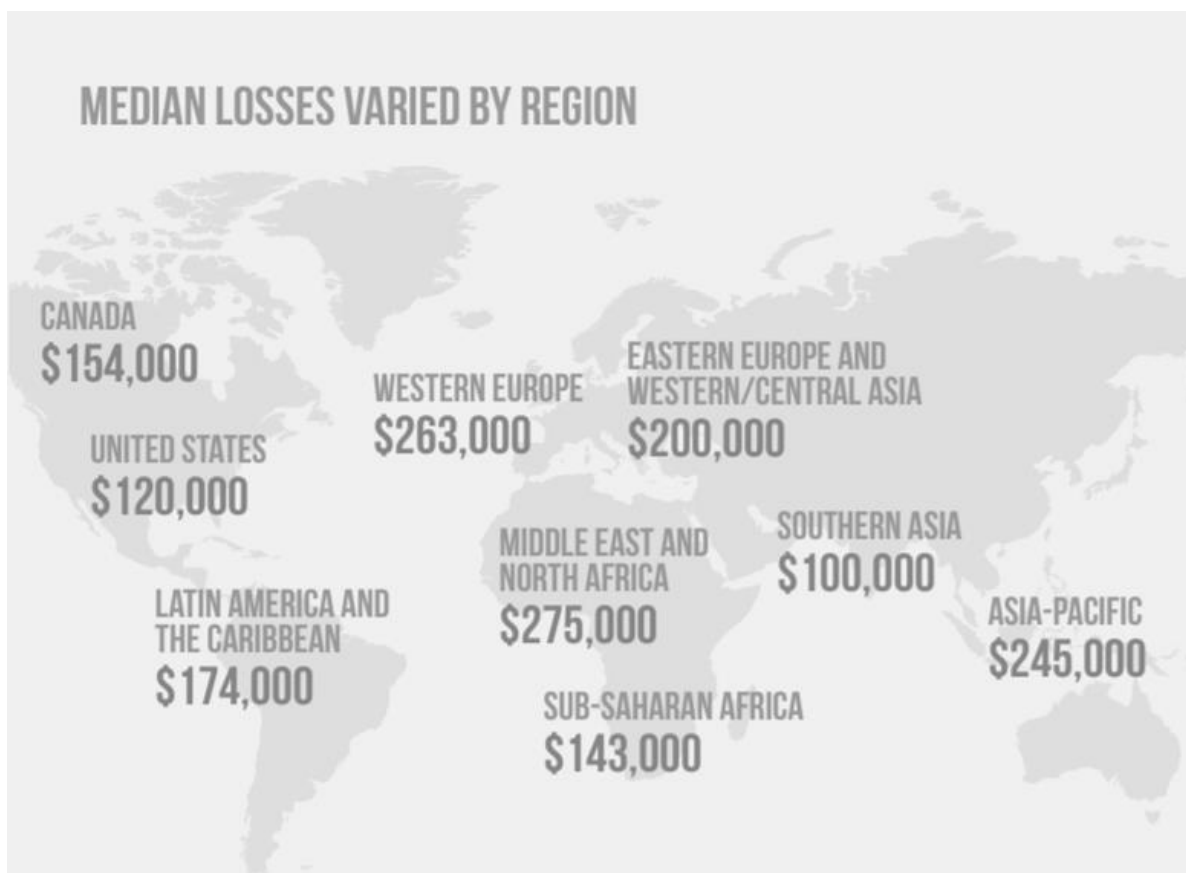 MEDIAN LOSSES VARIED BY REGION
CANADA
$154,000
UNITED STATES
$120,000
LATIN AMERICA AND
THE CARIBBEAN
$174,000
WESTERN EUROPE
$263,000
EASTERN EUROPE AND
WESTERN/CENTRAL ASIA
$200,000
MIDDLE EAST AND
NORTH AFRICA
$275,000
SUB-SAHARAN AFRICA
$143,000
SOUTHERN ASIA
$100,000
ASIA-PACIFIC
$245,000